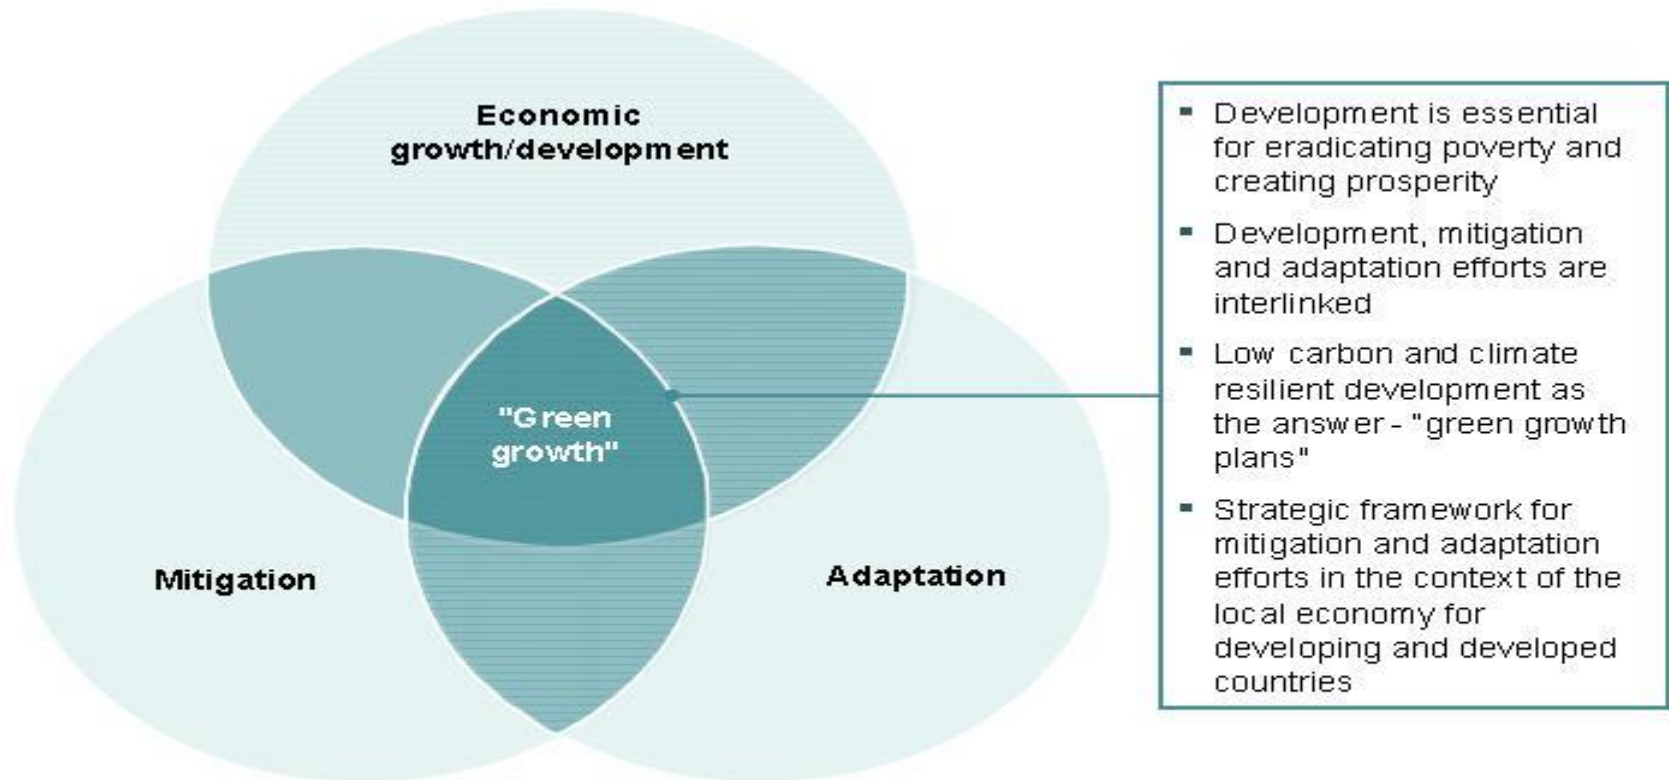 Economic
growth/development
"Green
growth"
Mitigation
Adaptation
▪ Development is essential
for eradicating poverty and
creating prosperity
▪ Development, mitigation
and adaptation efforts are
interlinked
▪ Low carbon and climate
resilient development as
the answer - "green growth
plans"
▪ Strategic framework for
mitigation and adaptation
efforts in the context of the
local economy for
developing and developed
countries